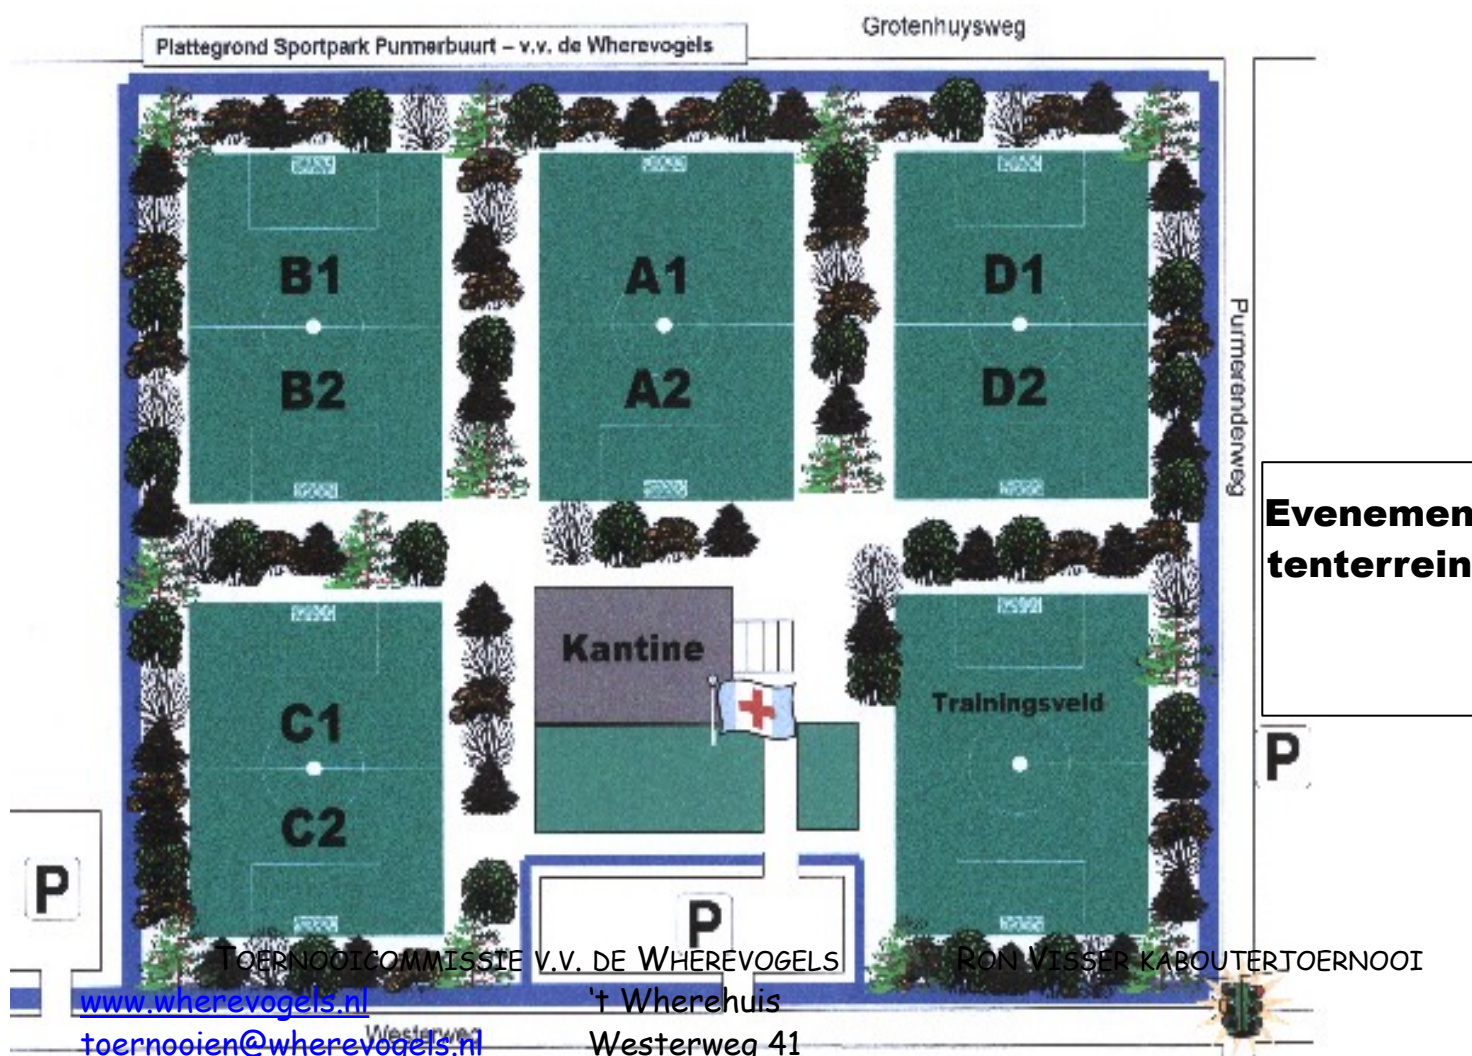 Grotenhuysweg
Plattegrond Sportpark Purmerbuurt – v.v. de Wherevogels
B1
A1
D1
B2
A2
D2
Purmerenderweg
Evenemen
tenterrein
Kantine
Trainingsveld
C1
C2
P
P
P
TOERNOOICOMMISSIE V.V. DE WHEREVOGELS
RON VISSER KABOUTERTOERNOOI
www.wherevogels.nl
't Wherehuis
Westerweg
toernooien@wherevogels.nl
Westerweg 41